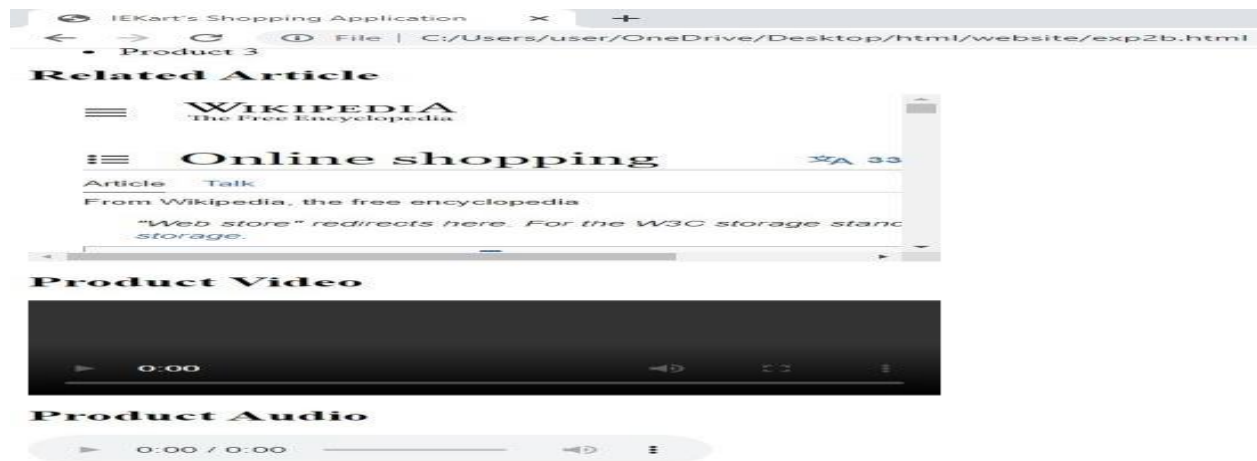 IEKart's Shopping Application
File | C:/Users/user/OneDrive/Desktop/html/website/exp2b.html
• Product 3
Related Article
WIKIPEDIA
The Free Encyclopedia
Online shopping 33
Article Talk
From Wikipedia, the free encyclopedia
"Web store" redirects here. For the W3C storage stand
storage.
Product Video
0:00
Product Audio
0:00 / 0:00